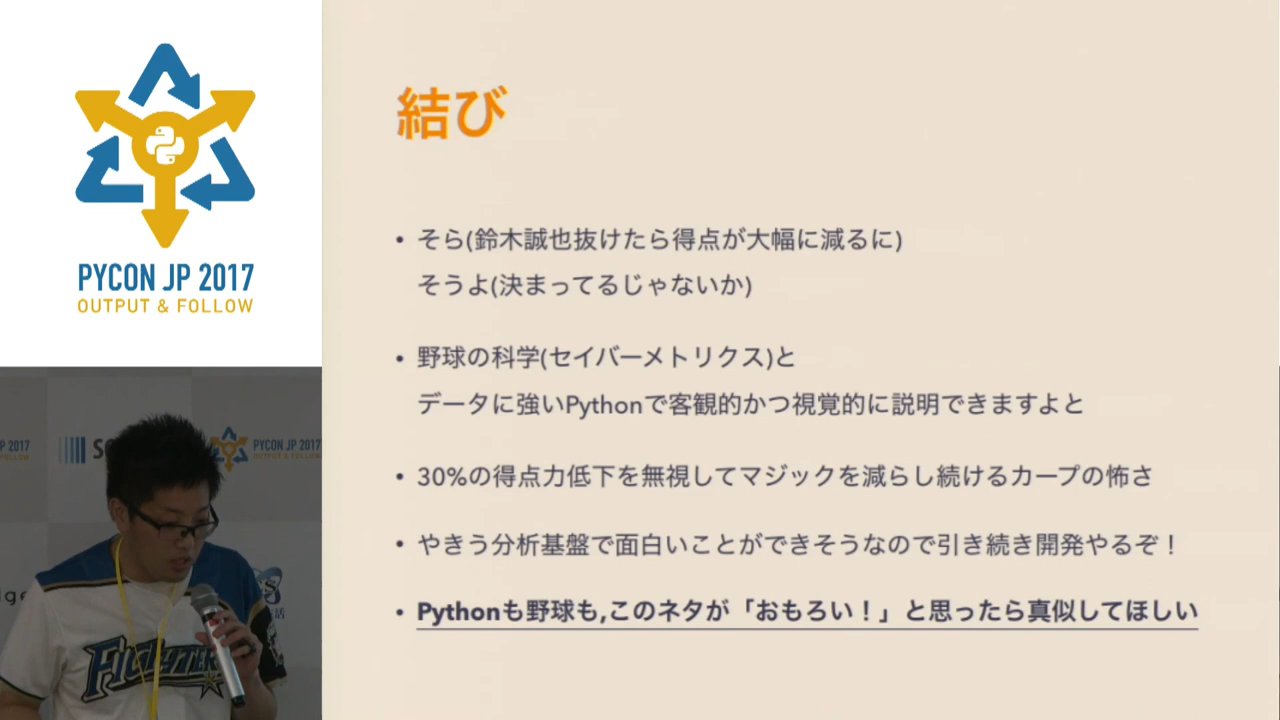 PYCON JP 2017
OUTPUT & FOLLOW
結び
• そら(鈴木誠也抜けたら得点が大幅に減るに)
そうよ(決まってるじゃないか)
• 野球の科学(セイバーメトリクス)と
データに強いPythonで客観的かつ視覚的に説明できますよと
• 30%の得点力低下を無視してマジックを減らし続けるカープの怖さ
• やきう分析基盤で面白いことができそうなので引き続き開発やるぞ！
• Pythonも野球も,このネタが「おもろい！」と思ったら真似してほしい
PYCON JP 2017
FIGHTERS